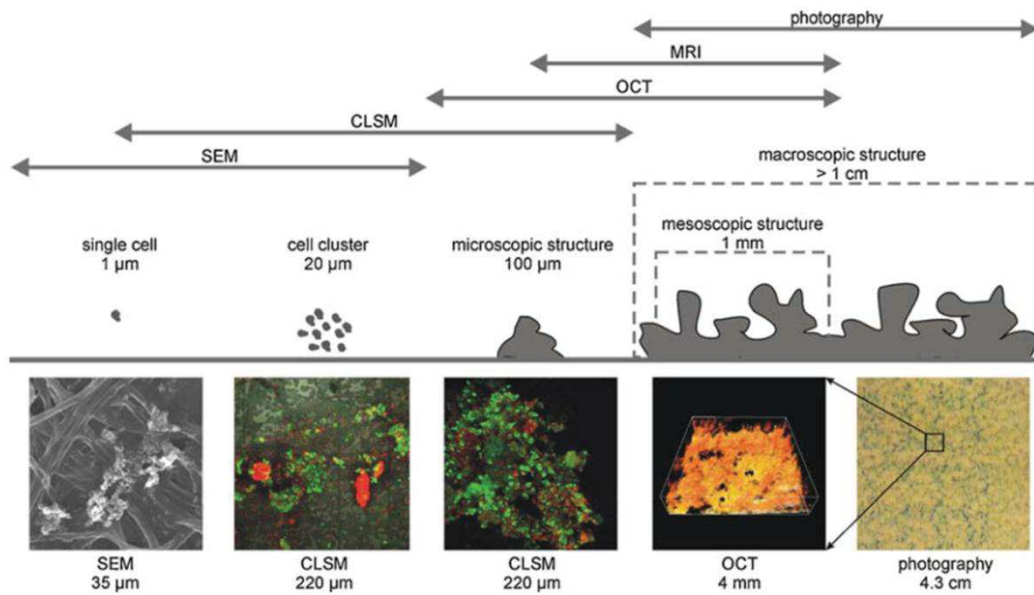 photography
MRI
OCT
CLSM
SEM
macroscopic structure
> 1 cm
mesoscopic structure
1 mm
single cell
1 µm
cell cluster
20 µm
microscopic structure
100 µm
SEM
35 µm
CLSM
220 µm
CLSM
220 µm
OCT
4 mm
photography
4.3 cm